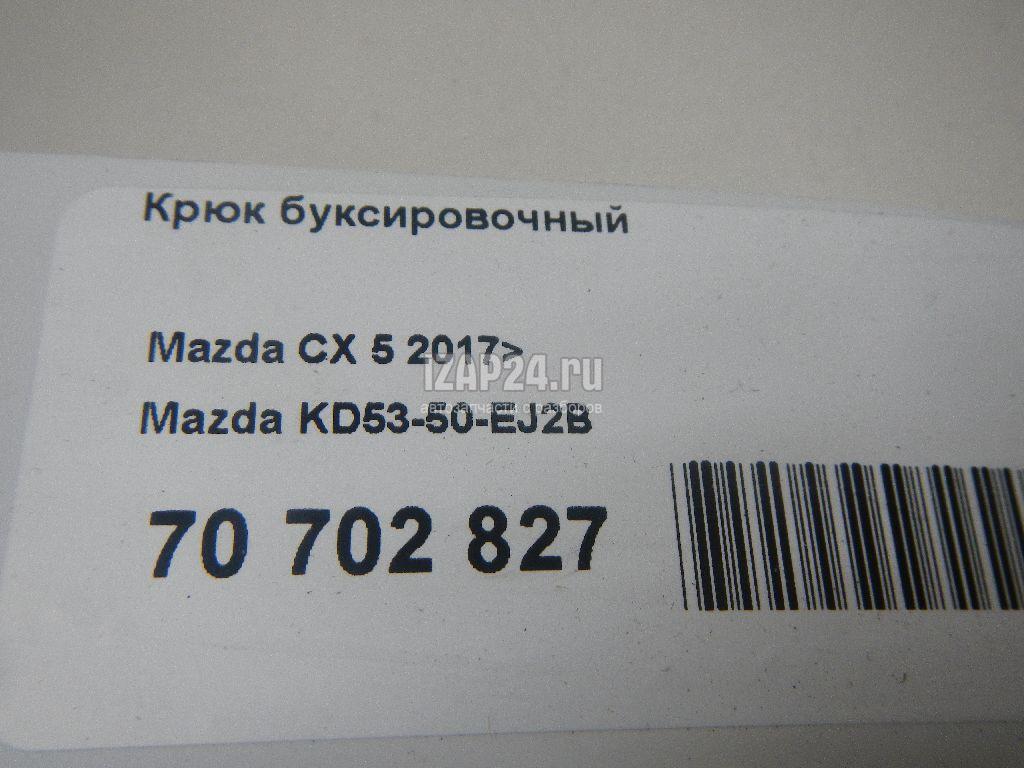 Крюк буксировочный
Mazda CX 5 2017>
1ZAP24.ru
автозапчасти с разборов
Mazda KD53-50-EJ2B
70 702 827